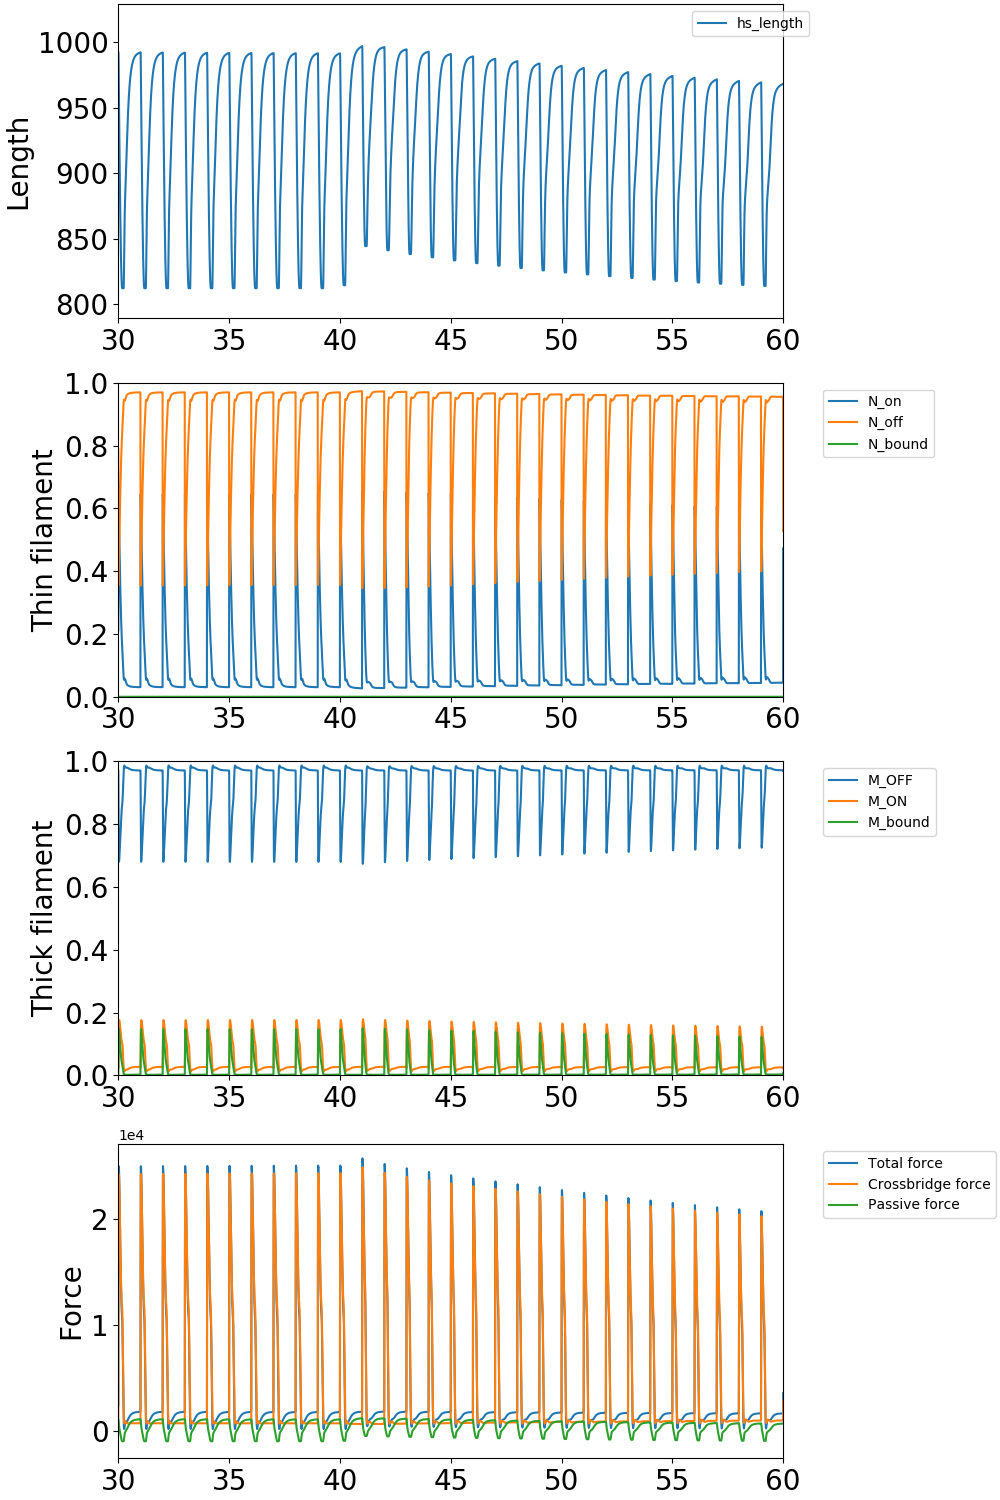 hs_length
Length
1000
950
900
850
800
30 35 40 45 50 55 60
N_on
N_off
N_bound
Thin filament
1.0
0.8
0.6
0.4
0.2
0.0
30 35 40 45 50 55 60
M_OFF
M_ON
M_bound
Thick filament
1.0
0.8
0.6
0.4
0.2
0.0
30 35 40 45 50 55 60
1e4
Total force
Crossbridge force
Passive force
Force
2
1
0
30 35 40 45 50 55 60